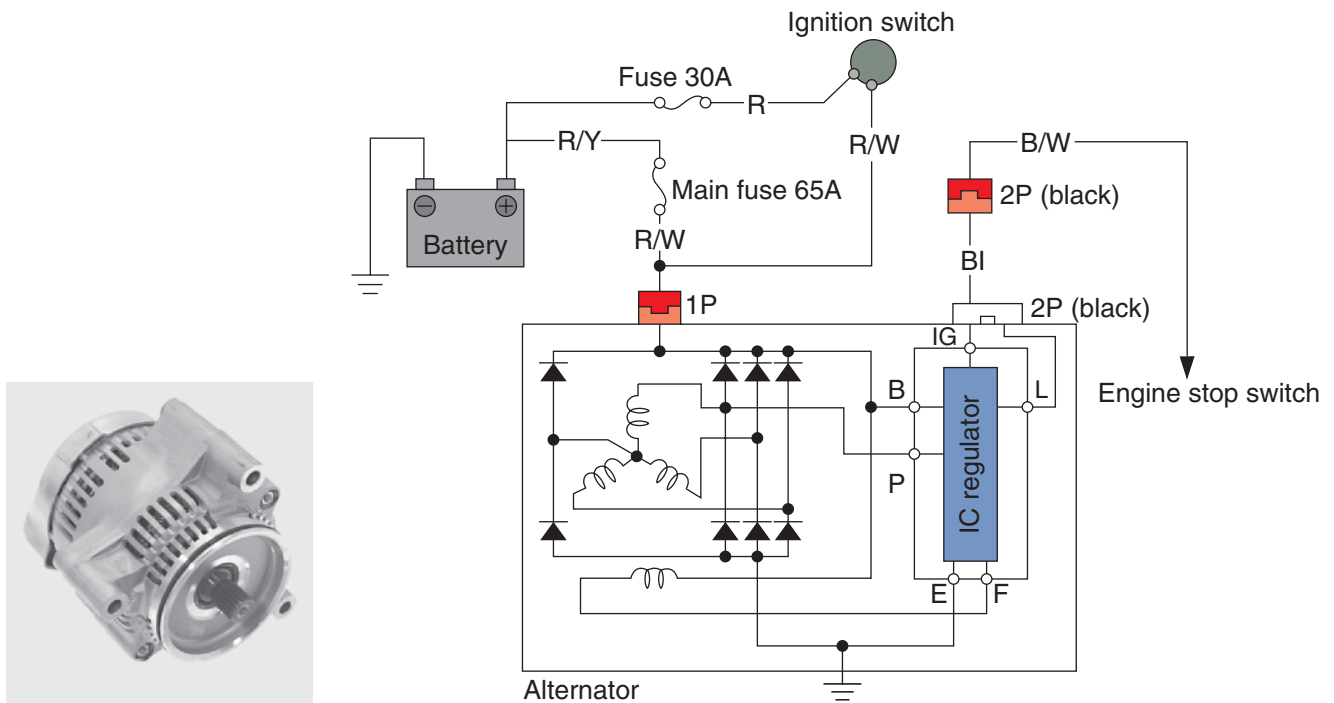 Ignition switch
Fuse 30A
R
R/Y
R/W
B/W
Main fuse 65A
2P (black)
− +
Battery
R/W
Bl
1P
2P (black)
IG
B
L
Engine stop switch
P
IC regulator
E
F
Alternator